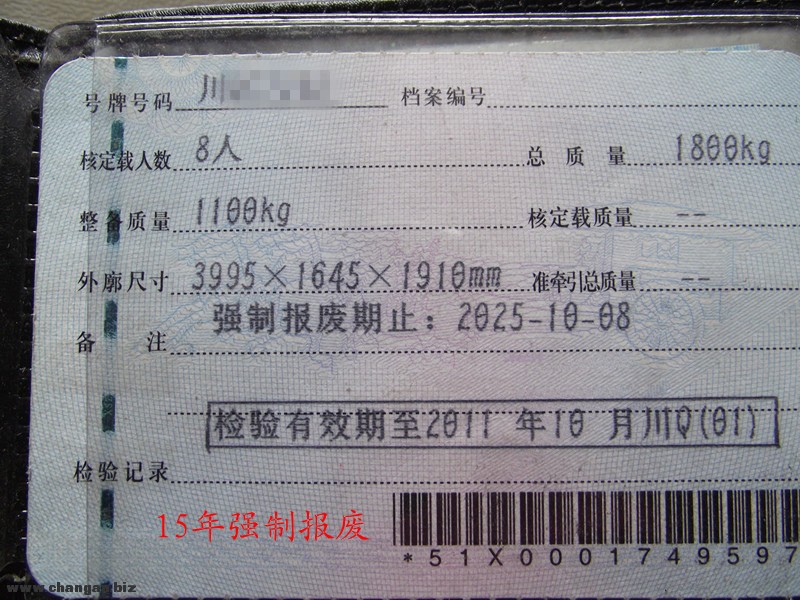 号牌号码 川 档案编号
核定载人数 8人 总质量 1800kg
整备质量 1100kg 核定载质量 --
外廓尺寸 3995×1645×1910mm 准牵引总质量 --
备注 强制报废期止：2025-10-08
检验有效期至2011 年10 月川Q(01)
检验记录
15年强制报废
*51X0001749597